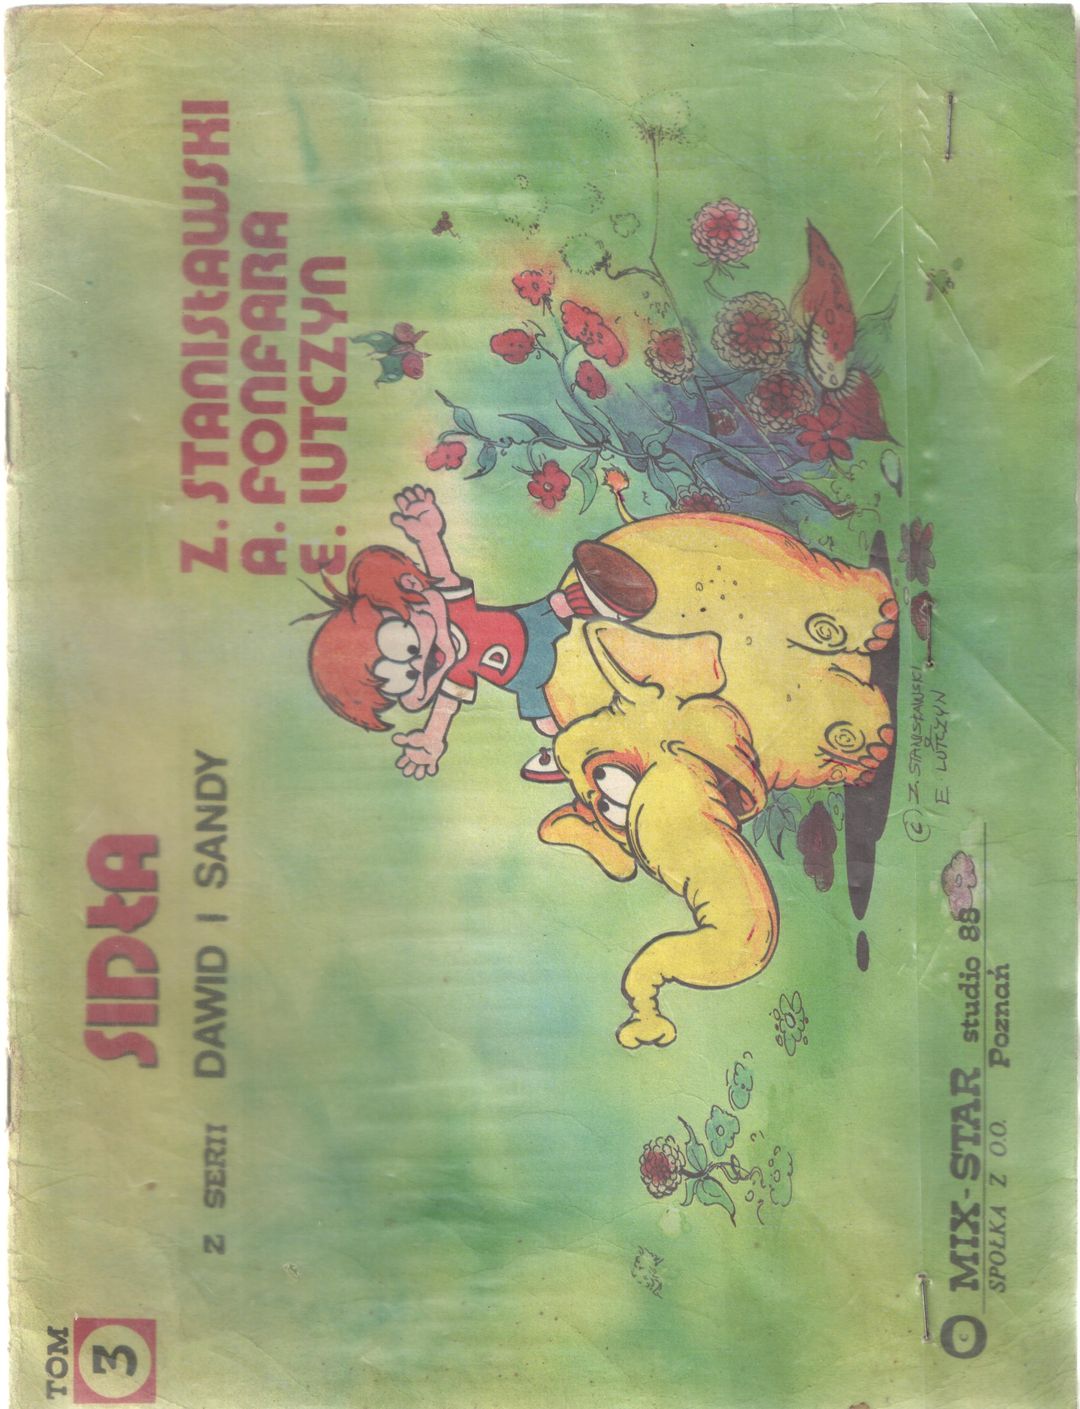 TOM
3
SIDŁA
Z SERII DAWID I SANDY
Z. STANISŁAWSKI
A. FONFARA
E. LUTCZYN
D
© Z. STANISŁAWSKI
&
E. LUTCZYN
© MIX-STAR studio 88
SPÓŁKA Z O.O. Poznań